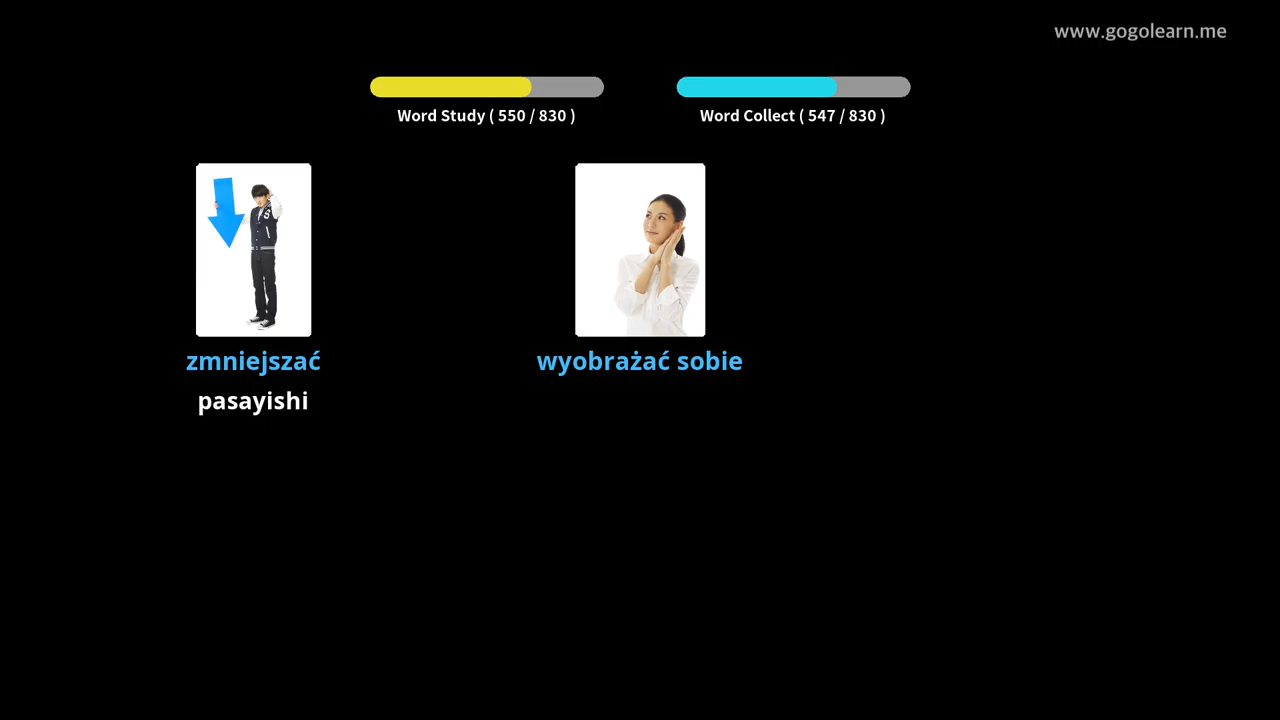 www.gogolearn.me
Word Study ( 550 / 830 )
Word Collect ( 547 / 830 )
S
zmniejszać
wyobrażać sobie
pasayishi